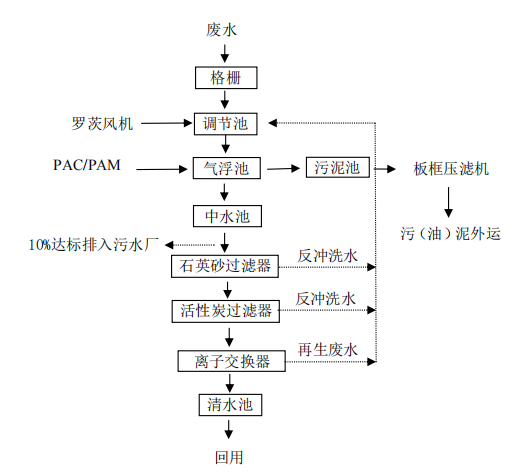 废水
格栅
罗茨风机
调节池
PAC/PAM
气浮池
污泥池
板框压滤机
中水池
污（油）泥外运
10%达标排入污水厂
石英砂过滤器
反冲洗水
活性炭过滤器
反冲洗水
离子交换器
再生废水
清水池
回用